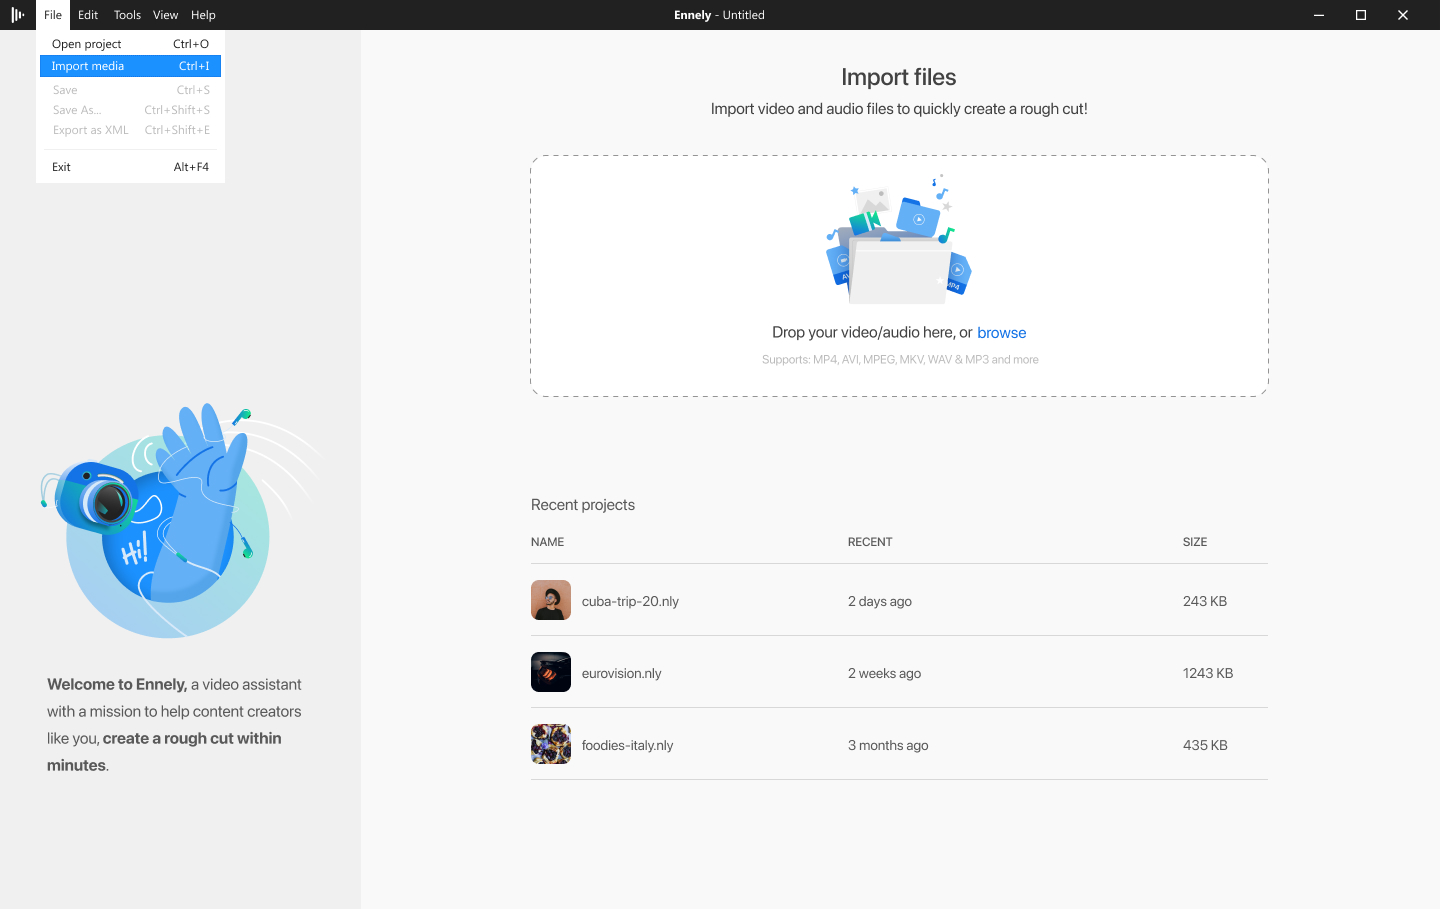 File Edit Tools View Help
Ennely - Untitled
Open project Ctrl+O
Import media Ctrl+I
Save Ctrl+S
Save As... Ctrl+Shift+S
Export as XML Ctrl+Shift+E
Exit Alt+F4
Hi!
Welcome to Ennely, a video assistant
with a mission to help content creators
like you, create a rough cut within
minutes.
Import files
Import video and audio files to quickly create a rough cut!
AV
MP4
Drop your video/audio here, or browse
Supports: MP4, AVI, MPEG, MKV, WAV & MP3 and more
Recent projects
NAME RECENT SIZE
cuba-trip-20.nly 2 days ago 243 KB
eurovision.nly 2 weeks ago 1243 KB
foodies-italy.nly 3 months ago 435 KB